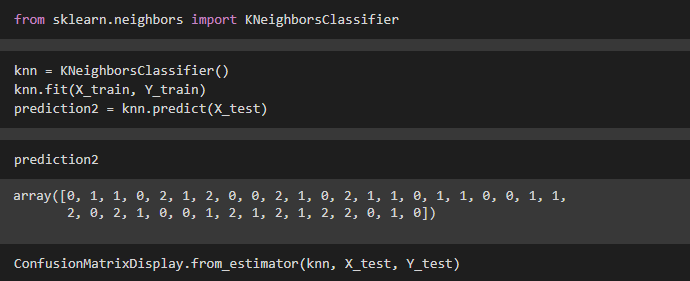 from sklearn.neighbors import KNeighborsClassifier
knn = KNeighborsClassifier()
knn.fit(X_train, Y_train)
prediction2 = knn.predict(X_test)
prediction2
array([0, 1, 1, 0, 2, 1, 2, 0, 0, 2, 1, 0, 2, 1, 1, 0, 1, 1, 0, 0, 1, 1,
2, 0, 2, 1, 0, 0, 1, 2, 1, 2, 1, 2, 2, 0, 1, 0])
ConfusionMatrixDisplay.from_estimator(knn, X_test, Y_test)